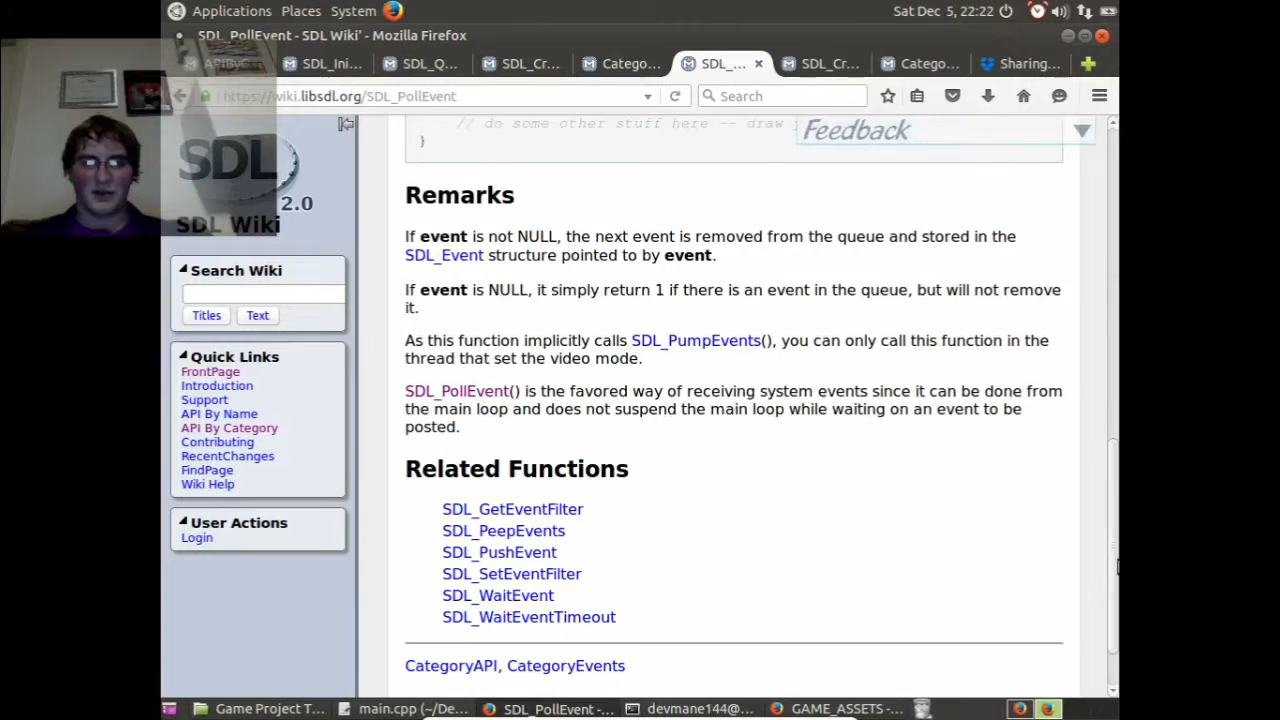 Applications Places System Sat Dec 5, 22:22
SDL_PollEvent - SDL Wiki' - Mozilla Firefox
APIByC SDL_Ini... SDL_Q... SDL_Cr... Catego... SDL_... SDL_Cr... Catego... Sharing...
https://wiki.libsdl.org/SDL_PollEvent Search
// do some other stuff here -- draw
}
Feedback
SDL
2.0
SDL Wiki
Search Wiki
Titles Text
Quick Links
FrontPage
Introduction
Support
API By Name
API By Category
Contributing
RecentChanges
FindPage
Wiki Help
User Actions
Login
Remarks
If event is not NULL, the next event is removed from the queue and stored in the
SDL_Event structure pointed to by event.
If event is NULL, it simply return 1 if there is an event in the queue, but will not remove
it.
As this function implicitly calls SDL_PumpEvents(), you can only call this function in the
thread that set the video mode.
SDL_PollEvent() is the favored way of receiving system events since it can be done from
the main loop and does not suspend the main loop while waiting on an event to be
posted.
Related Functions
SDL_GetEventFilter
SDL_PeepEvents
SDL_PushEvent
SDL_SetEventFilter
SDL_WaitEvent
SDL_WaitEventTimeout
CategoryAPI, CategoryEvents
Game Project T... main.cpp (~/De... SDL_PollEvent -... devmane144@... GAME_ASSETS -...